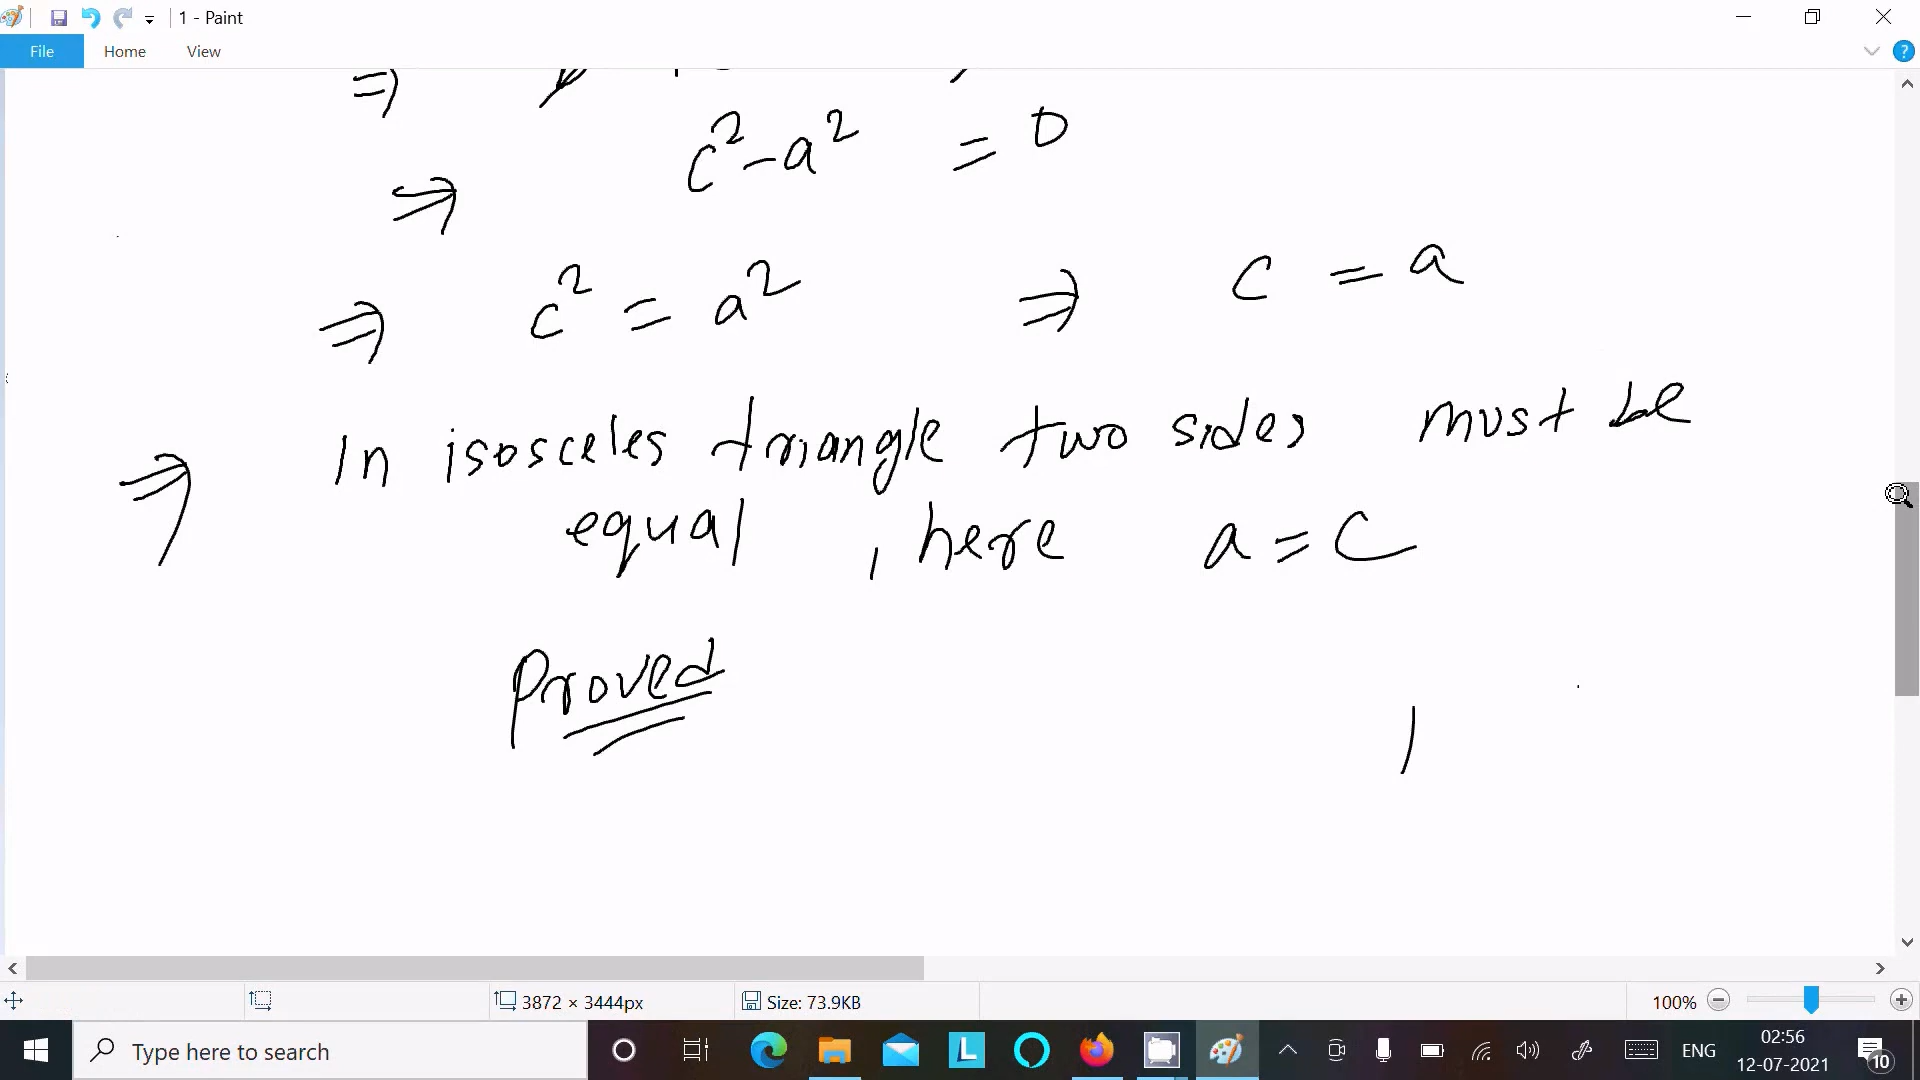 1 - Paint
File Home View
⇒
⇒ c² - a² = 0
⇒ c² = a² ⇒ c = a
⇒ In isosceles triangle two sides must be
equal, here a = c
Proved
3872 × 3444px Size: 73.9KB 100%
Type here to search
ENG 02:56
12-07-2021
10